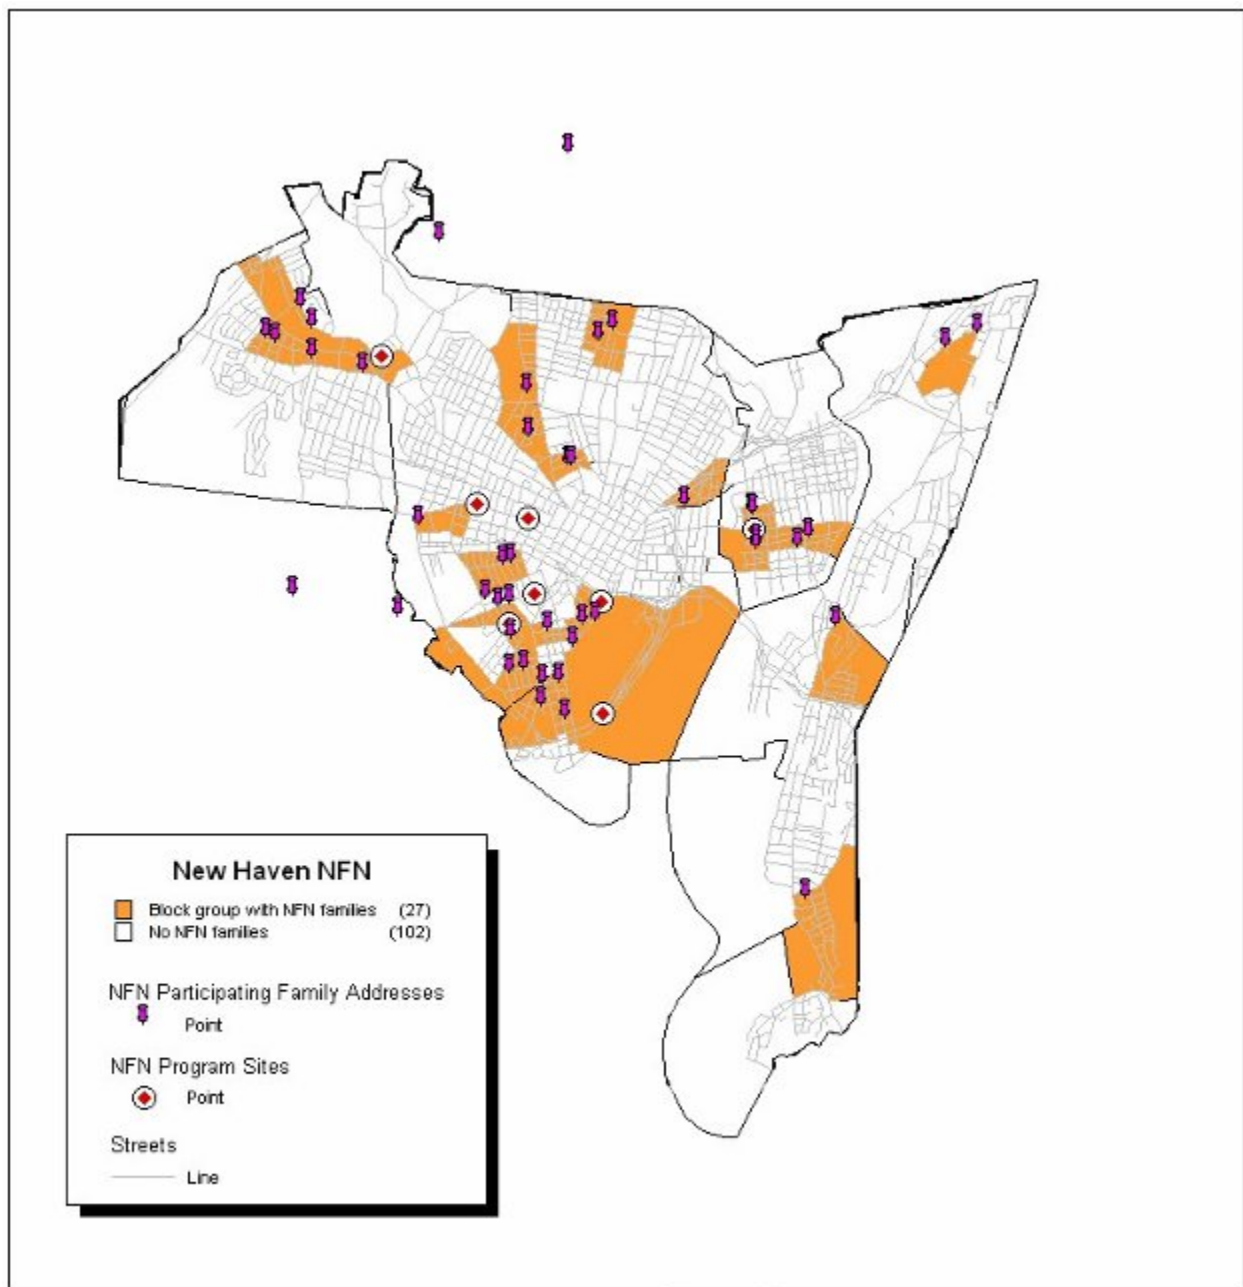 New Haven NFN
Block group with NFN families (27)
No NFN families (102)
NFN Participating Family Addresses
Point
NFN Program Sites
Point
Streets
Line